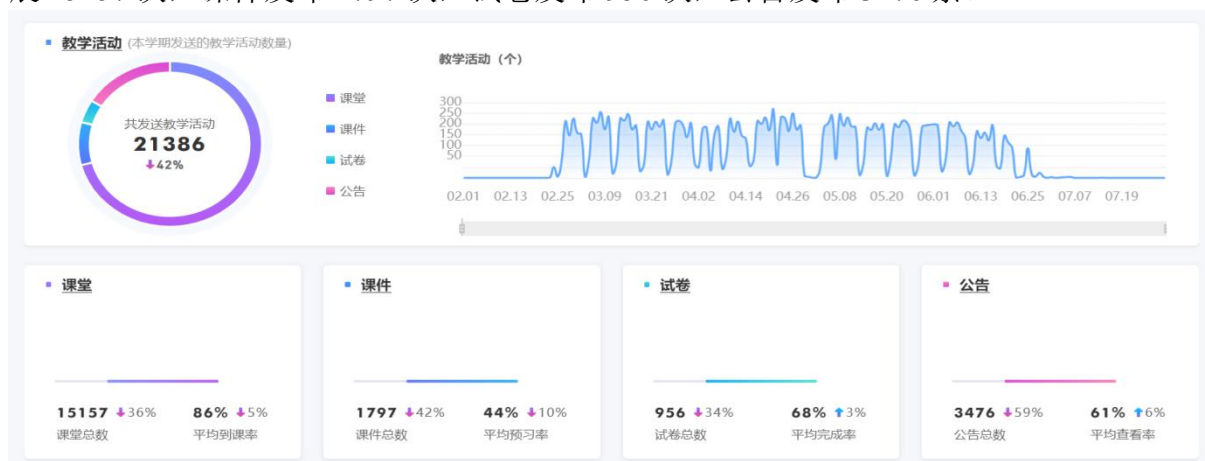 教学活动 (本学期发送的教学活动数量)
共发送教学活动
21386
42%
课堂
课件
试卷
公告
教学活动（个）
300
250
200
150
100
50
02.01 02.13 02.25 03.09 03.21 04.02 04.14 04.26 05.08 05.20 06.01 06.13 06.25 07.07 07.19
课堂
15157 36% 86% 5%
课堂总数 平均到课率
课件
1797 42% 44% 10%
课件总数 平均预习率
试卷
956 34% 68% 3%
试卷总数 平均完成率
公告
3476 59% 61% 6%
公告总数 平均查看率